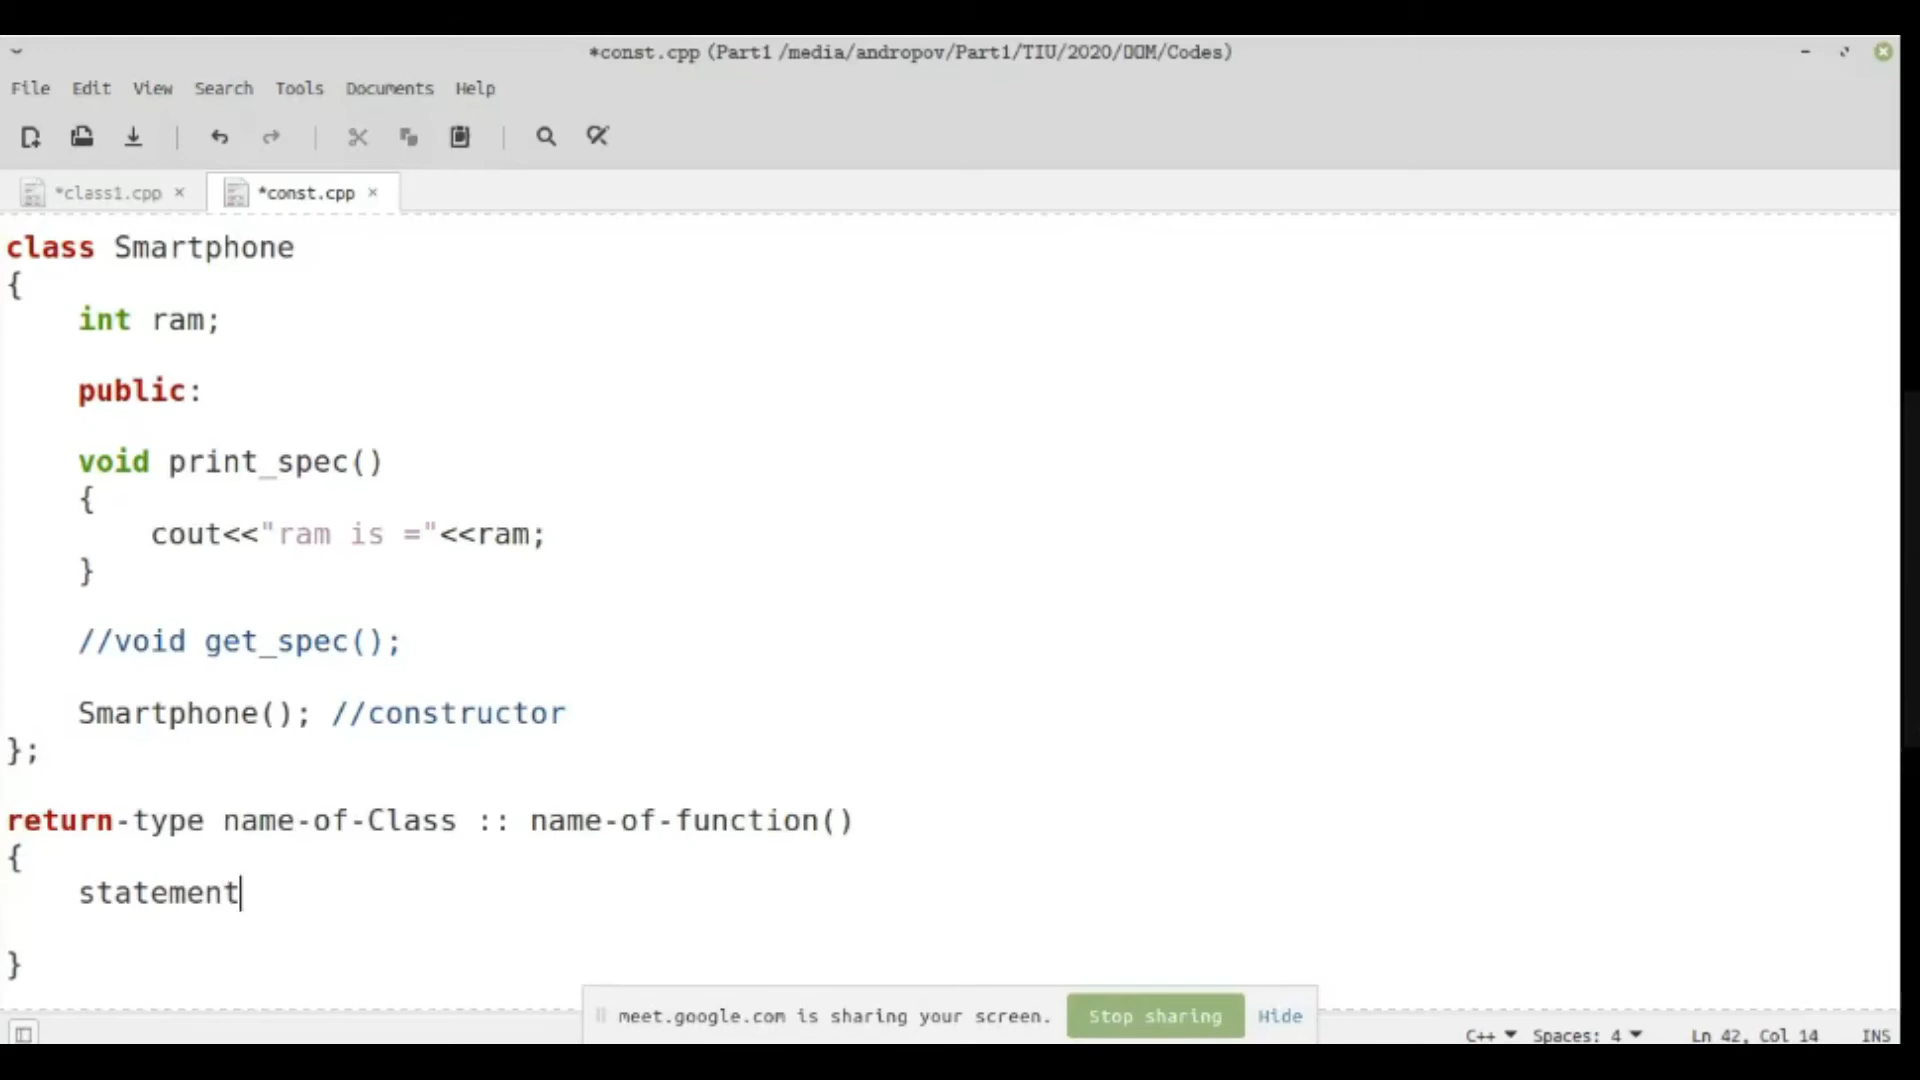 *const.cpp (Part1 /media/andropov/Part1/TIU/2020/OOM/Codes)
File Edit View Search Tools Documents Help
*class1.cpp × *const.cpp ×
class Smartphone
{
    int ram;
    public:
    void print_spec()
    {
        cout<<"ram is ="<<ram;
    }
    //void get_spec();
    Smartphone(); //constructor
};
return-type name-of-Class :: name-of-function()
{
    statement
}
meet.google.com is sharing your screen. Stop sharing Hide
C++ Spaces: 4 Ln 42, Col 14 INS